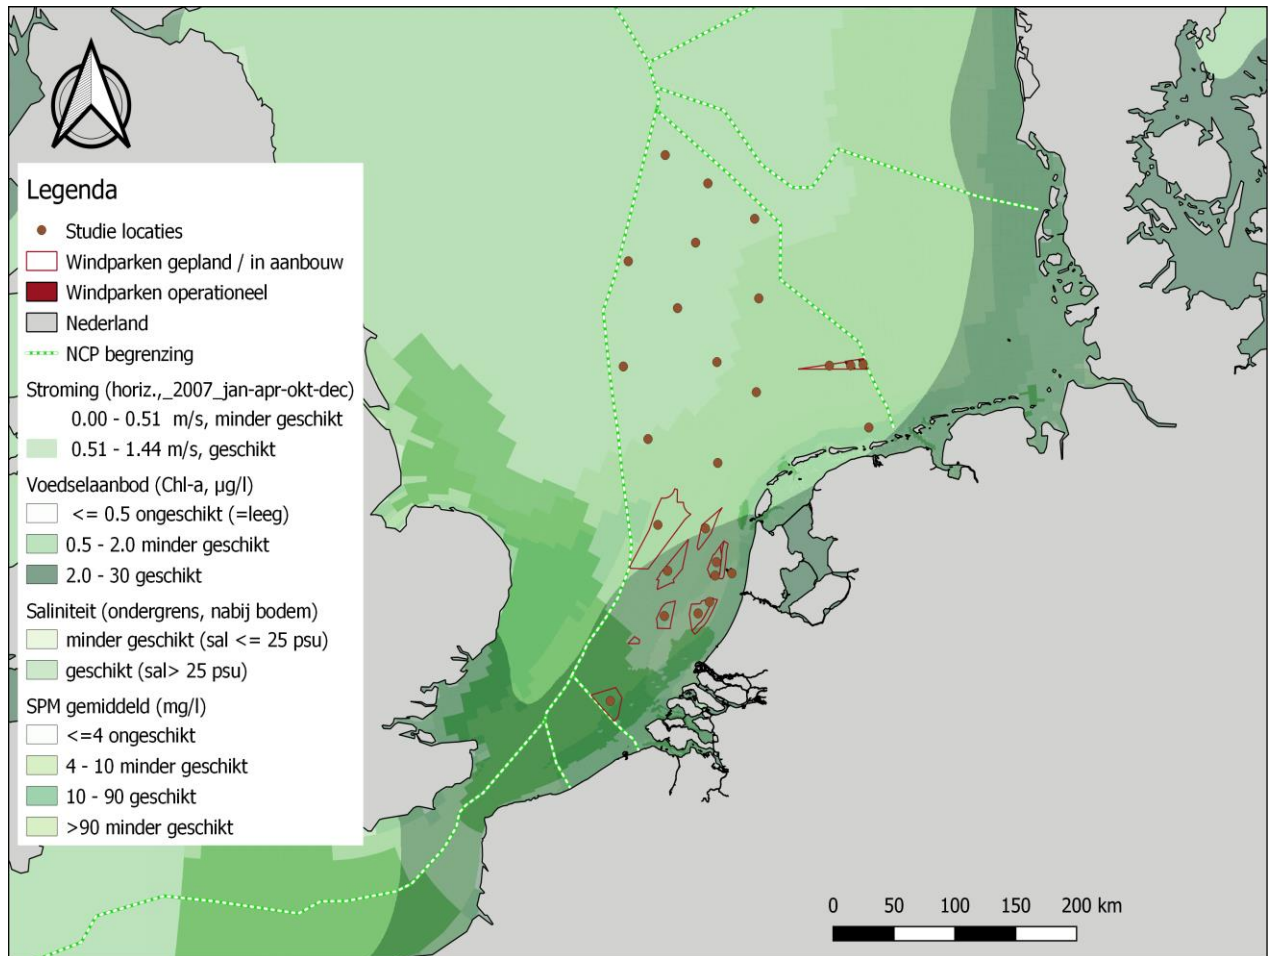 Legenda
Studie locaties
Windparken gepland / in aanbouw
Windparken operationeel
Nederland
NCP begrenzing
Stroming (horiz.,_2007_jan-apr-okt-dec)
0.00 - 0.51 m/s, minder geschikt
0.51 - 1.44 m/s, geschikt
Voedselaanbod (Chl-a, µg/l)
<= 0.5 ongeschikt (=leeg)
0.5 - 2.0 minder geschikt
2.0 - 30 geschikt
Saliniteit (ondergrens, nabij bodem)
minder geschikt (sal <= 25 psu)
geschikt (sal> 25 psu)
SPM gemiddeld (mg/l)
<=4 ongeschikt
4 - 10 minder geschikt
10 - 90 geschikt
>90 minder geschikt
0 50 100 150 200 km